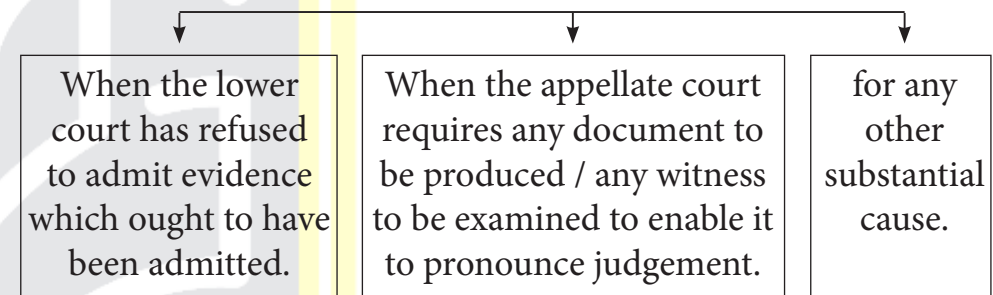 When the lower
court has refused
to admit evidence
which ought to have
been admitted.
When the appellate court
requires any document to
be produced / any witness
to be examined to enable it
to pronounce judgement.
for any
other
substantial
cause.